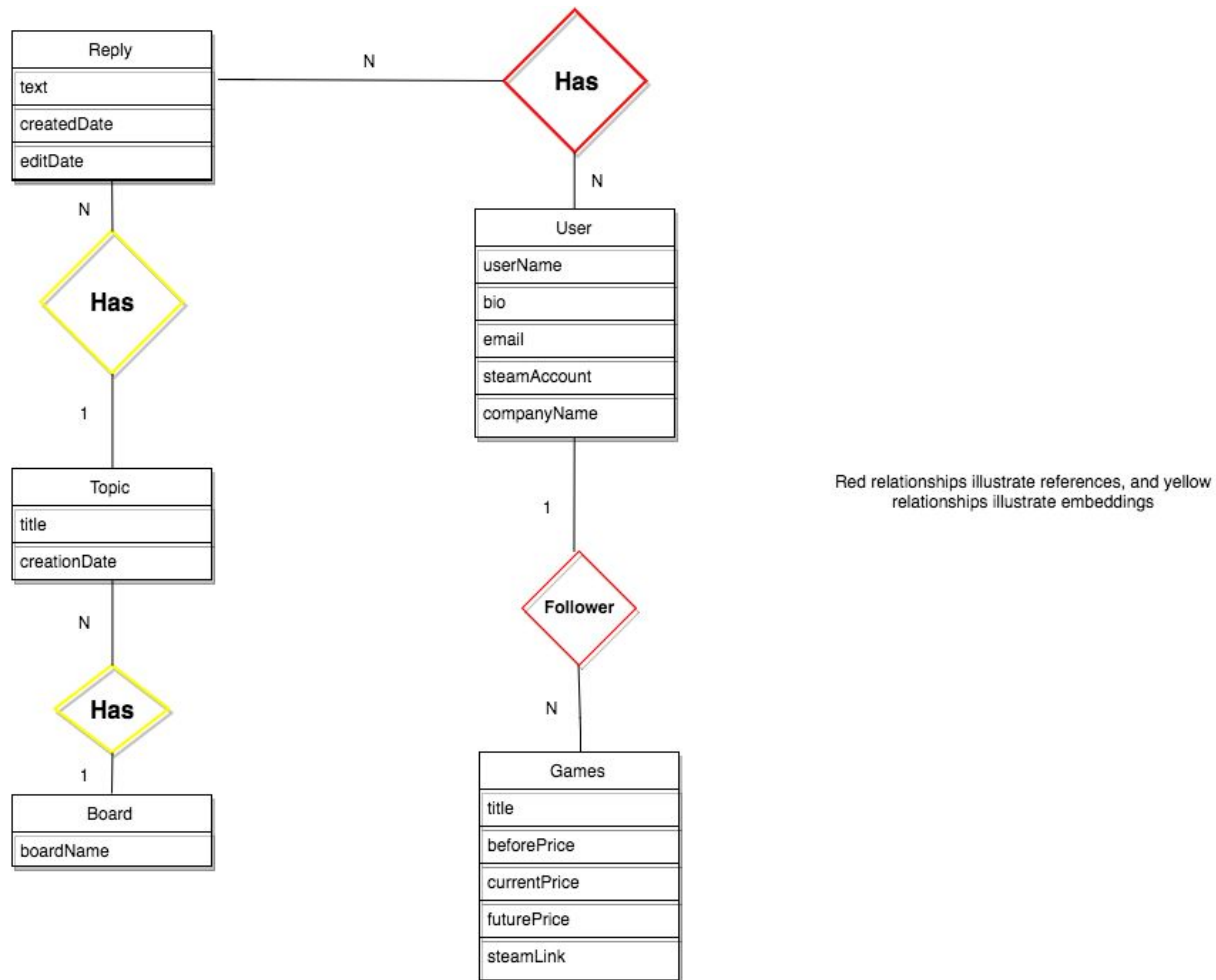 Reply
text
createdDate
editDate
N
Has
N
User
userName
bio
email
steamAccount
companyName
N
Has
1
Topic
title
creationDate
N
Has
1
Board
boardName
1
Follower
N
Games
title
beforePrice
currentPrice
futurePrice
steamLink
Red relationships illustrate references, and yellow
relationships illustrate embeddings